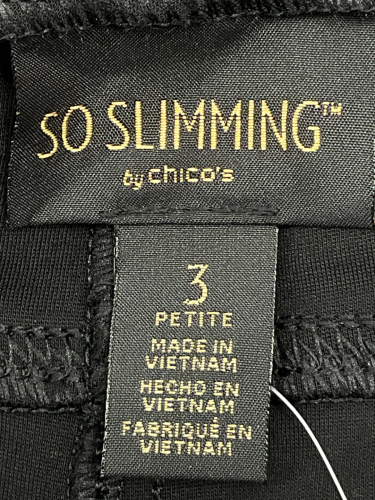 SO SLIMMING™
by chico's
3
PETITE
MADE IN
VIETNAM
HECHO EN
VIETNAM
FABRIQUÉ EN
VIETNAM